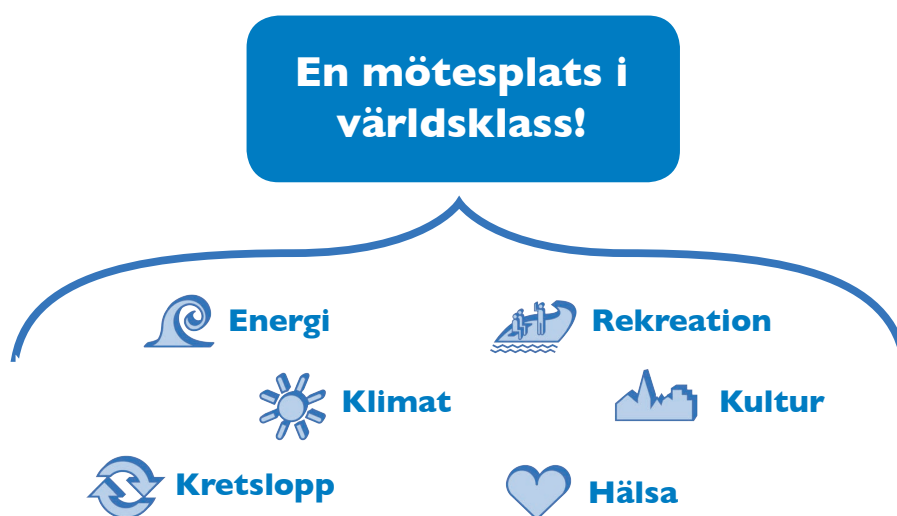 En mötesplats i
världsklass!
Energi
Rekreation
Klimat
Kultur
Kretslopp
Hälsa